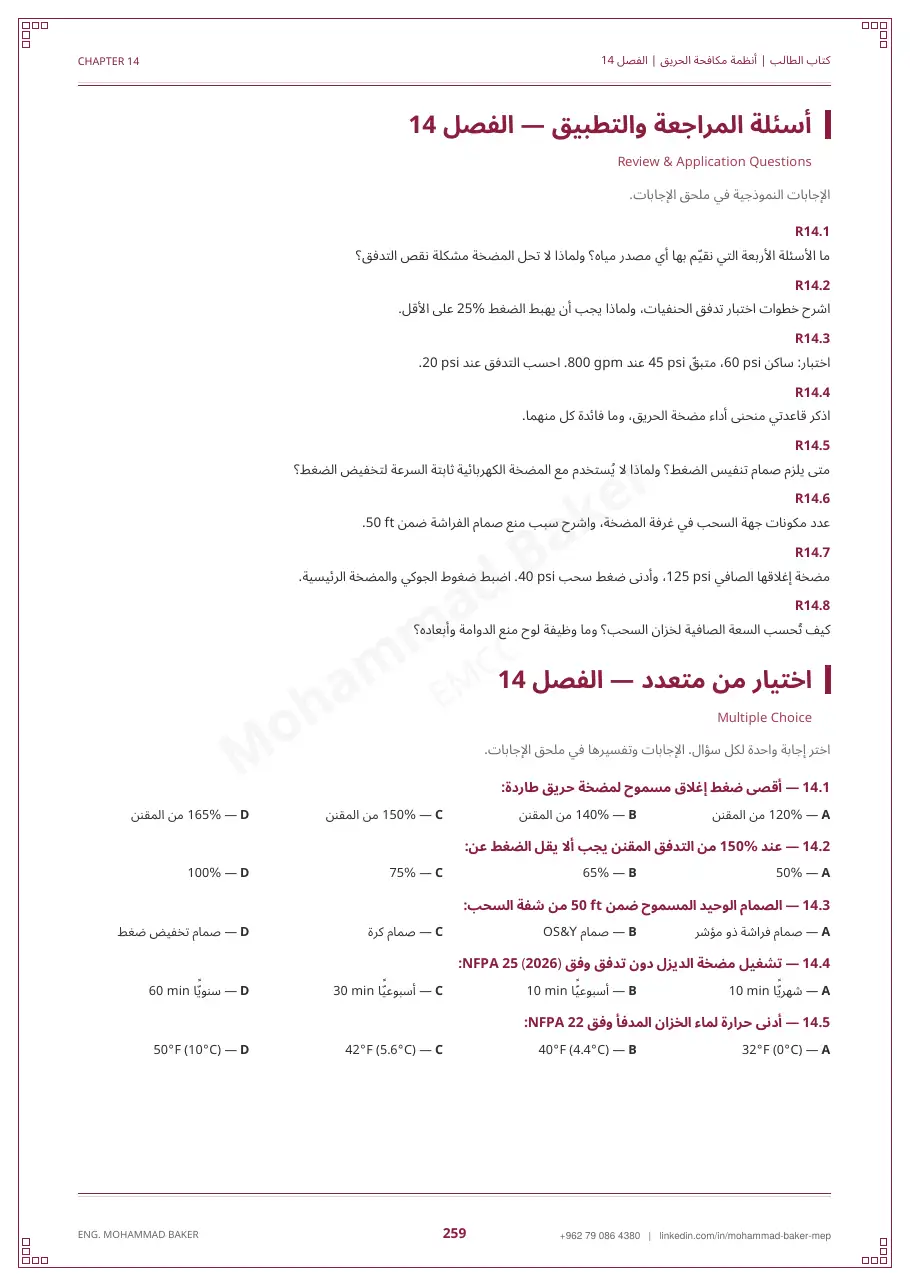 كتاب الطالب | أنظمة مكافحة الحريق | الفصل 14
CHAPTER 14
أسئلة المراجعة والتطبيق — الفصل 14
Review & Application Questions
الإجابات النموذجية في ملحق الإجابات.
R14.1
ما الأسئلة الأربعة التي نقيّم بها أي مصدر مياه؟ ولماذا لا تحل المضخة مشكلة نقص التدفق؟
R14.2
اشرح خطوات اختبار تدفق الحنفيات، ولماذا يجب أن يهبط الضغط 25% على الأقل.
R14.3
اختبار: ساكن 60 psi، متبقّ 45 psi عند 800 gpm. احسب التدفق عند 20 psi.
R14.4
اذكر قاعدتي منحنى أداء مضخة الحريق، وما فائدة كل منهما.
R14.5
متى يلزم صمام تنفيس الضغط؟ ولماذا لا يُستخدم مع المضخة الكهربائية ثابتة السرعة لتخفيض الضغط؟
R14.6
عدد مكونات جهة السحب في غرفة المضخة، واشرح سبب منع صمام الفراشة ضمن 50 ft.
R14.7
مضخة إغلاقها الصافي 125 psi، وأدنى ضغط سحب 40 psi. اضبط ضغوط الجوكي والمضخة الرئيسية.
R14.8
كيف تُحسب السعة الصافية لخزان السحب؟ وما وظيفة لوح منع الدوامة وأبعاده؟
اختيار من متعدد — الفصل 14
Multiple Choice
اختر إجابة واحدة لكل سؤال. الإجابات وتفسيرها في ملحق الإجابات.
14.1 — أقصى ضغط إغلاق مسموح لمضخة حريق طاردة:
A — 120% من المقنن B — 140% من المقنن C — 150% من المقنن D — 165% من المقنن
14.2 — عند 150% من التدفق المقنن يجب ألا يقل الضغط عن:
A — 50% B — 65% C — 75% D — 100%
14.3 — الصمام الوحيد المسموح ضمن 50 ft من شفة السحب:
A — صمام فراشة ذو مؤشر B — صمام OS&Y C — صمام كرة D — صمام تخفيض ضغط
14.4 — تشغيل مضخة الديزل دون تدفق وفق NFPA 25 (2026):
A — شهريًّا 10 min B — أسبوعيًّا 10 min C — أسبوعيًّا 30 min D — سنويًّا 60 min
14.5 — أدنى حرارة لماء الخزان المدفأ وفق NFPA 22:
A — 32°F (0°C) B — 40°F (4.4°C) C — 42°F (5.6°C) D — 50°F (10°C)
Mohammad Baker
EMCC
ENG. MOHAMMAD BAKER
259
+962 79 086 4380 | linkedin.com/in/mohammad-baker-mep